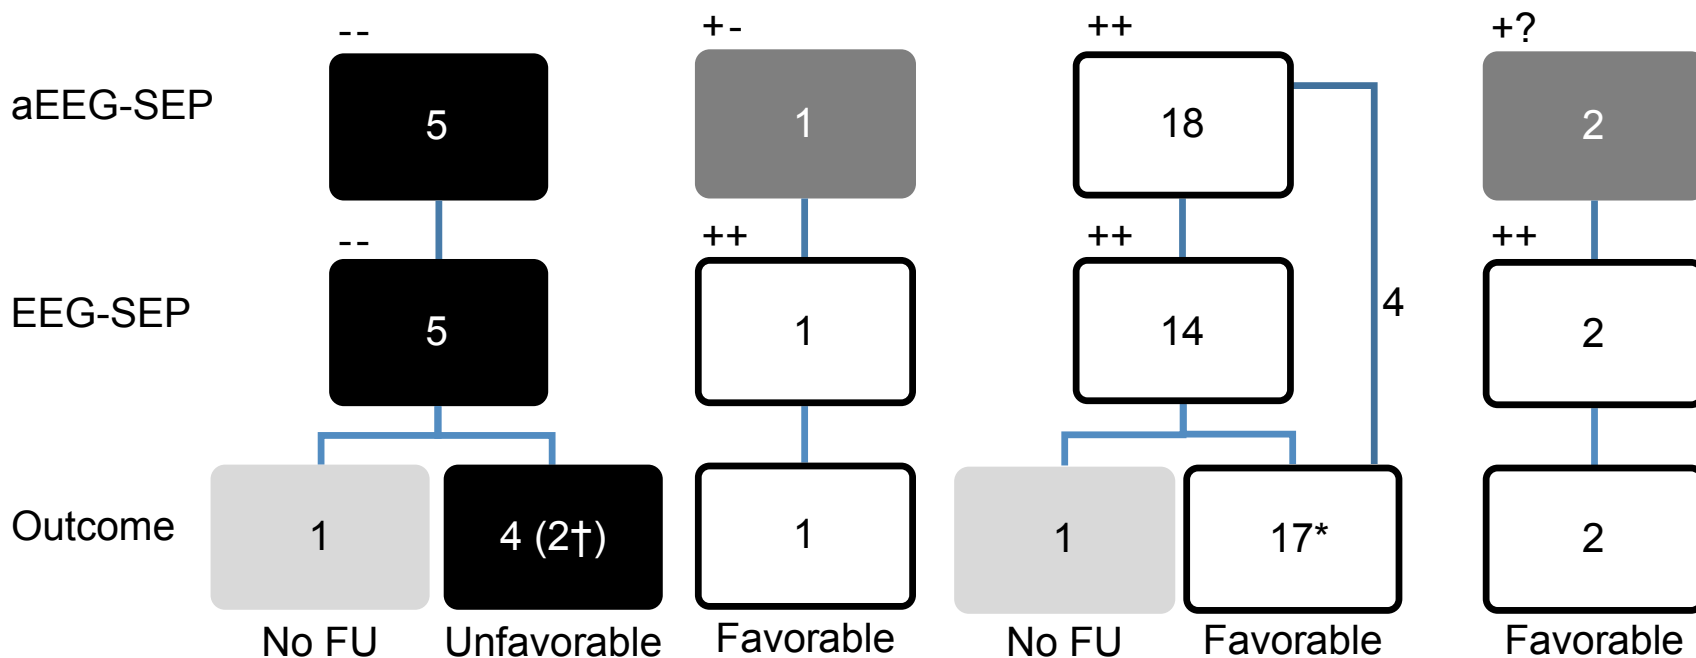 -- +- ++ +?
aEEG-SEP 5 1 18 2
-- ++ ++ ++
EEG-SEP 5 1 14 4 2
Outcome 1 4 (2†) 1 1 17* 2
No FU Unfavorable Favorable No FU Favorable Favorable